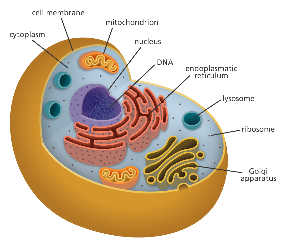 cell membrane
mitochondrion
cytoplasm
nucleus
DNA
endoplasmatic
reticulum
lysosome
ribosome
Golgi
apparatus